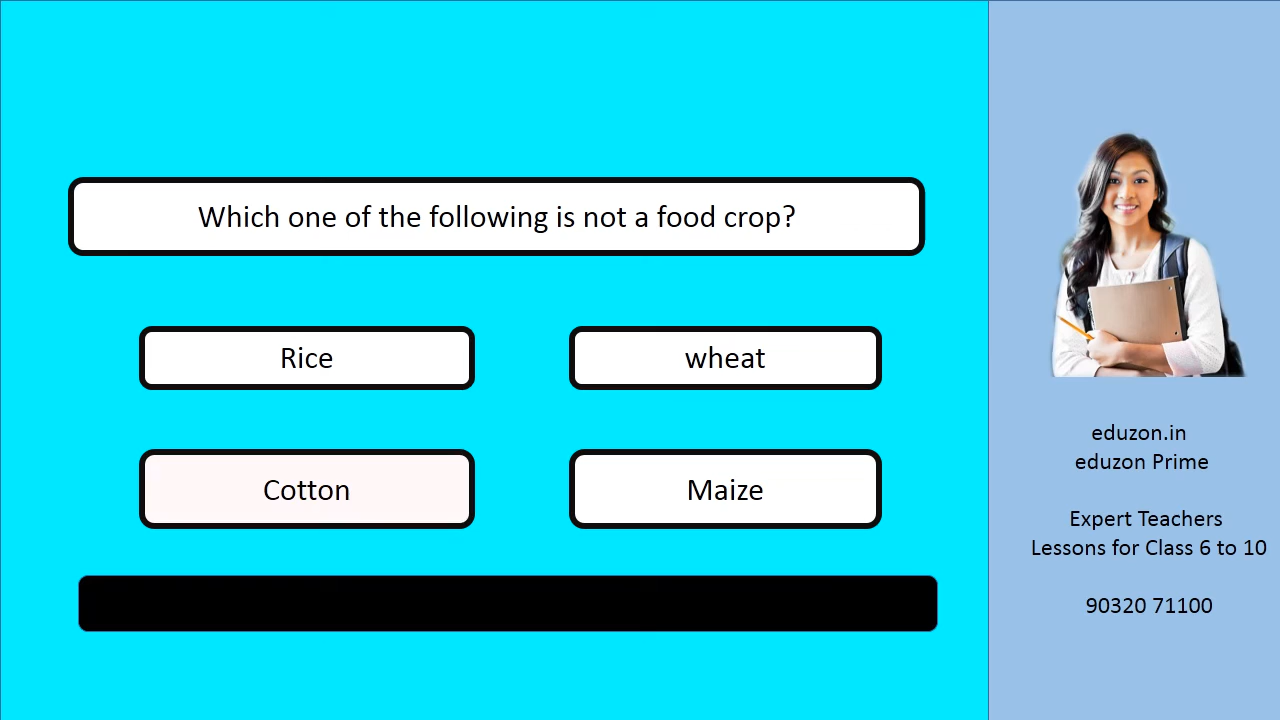 Which one of the following is not a food crop?
Rice
wheat
Cotton
Maize
eduzon.in
eduzon Prime
Expert Teachers
Lessons for Class 6 to 10
90320 71100